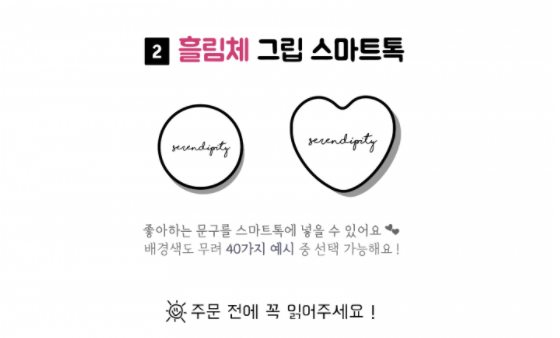 2 흘림체 그립 스마트톡
serendipity serendipity
좋아하는 문구를 스마트톡에 넣을 수 있어요
배경색도 무려 40가지 예시 중 선택 가능해요!
주문 전에 꼭 읽어주세요!